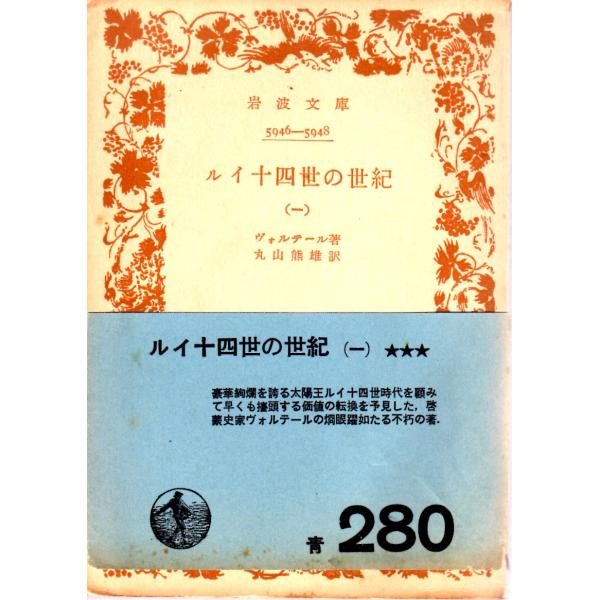 岩波文庫
5946—5948
ルイ十四世の世紀
(一)
ヴォルテール著
丸山熊雄訳
ルイ十四世の世紀 (一) ★★★
豪華絢爛を誇る太陽王ルイ十四世時代を顧み
て早くも擡頭する価値の転換を予見した，啓
蒙史家ヴォルテールの燗眼躍如たる不朽の著．
青 280